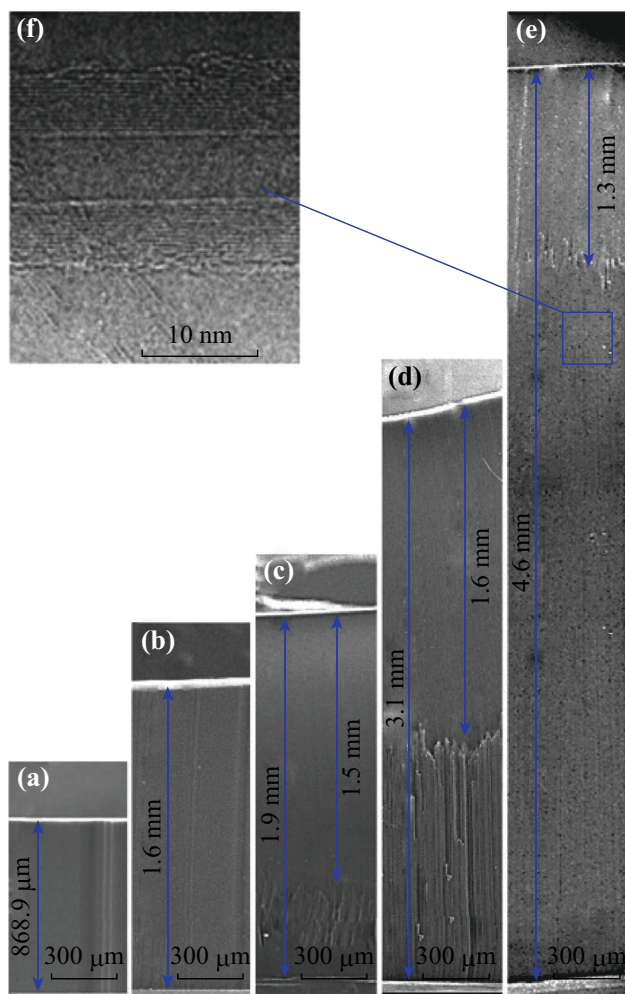 (f)
10 nm
(e)
1.3 mm
4.6 mm
(d)
1.6 mm
3.1 mm
(c)
1.5 mm
1.9 mm
300 μm
(b)
1.6 mm
300 μm
(a)
868.9 μm
300 μm
300 μm
300 μm